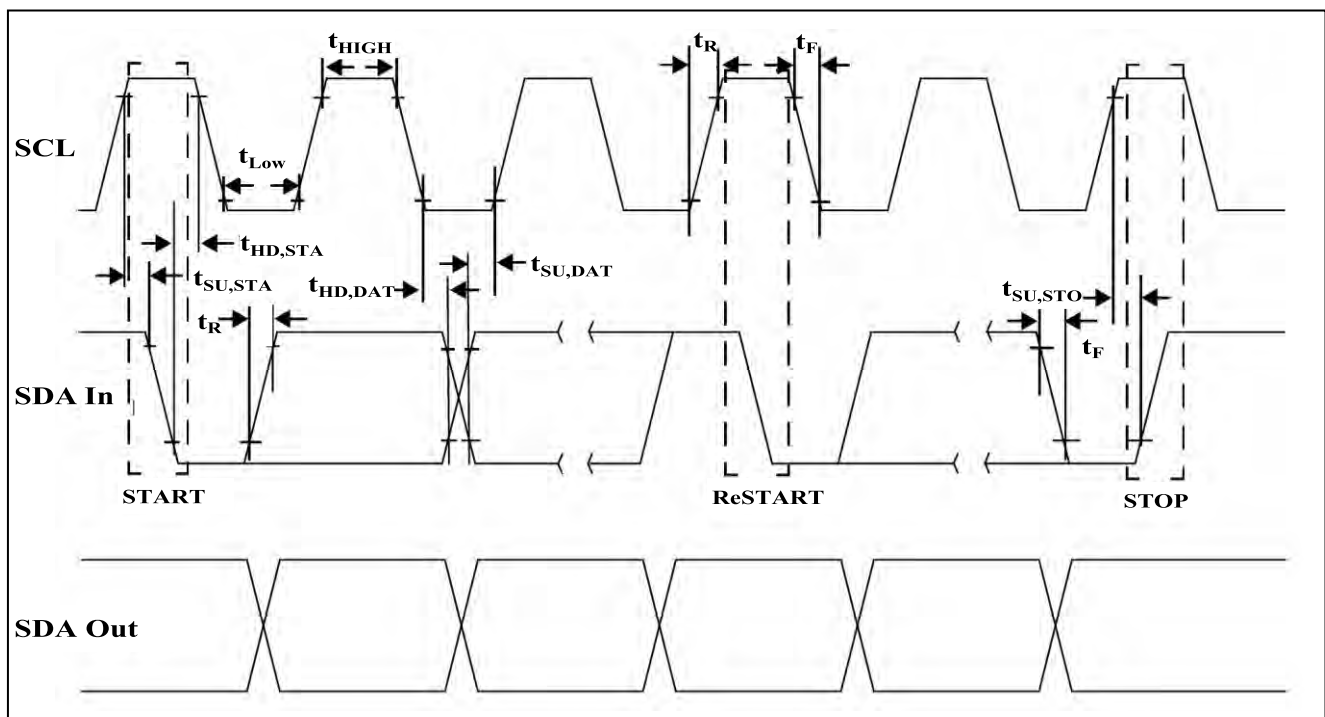 tHIGH
tR
tF
SCL
tLow
tHD,STA
tSU,STA
tHD,DAT
tSU,DAT
tSU,STO
tR
tF
SDA In
START
ReSTART
STOP
SDA Out